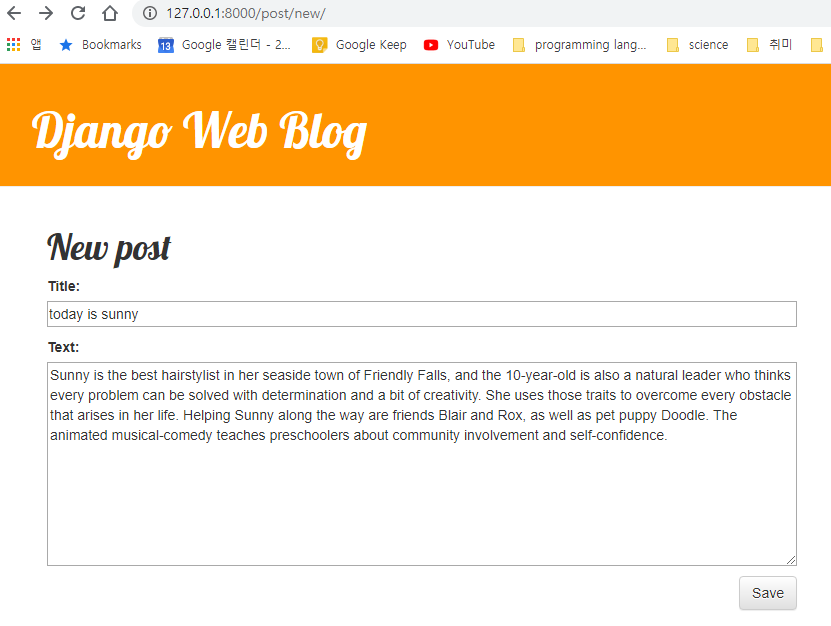 127.0.0.1:8000/post/new/
앱 Bookmarks 13 Google 캘린더 - 2... Google Keep YouTube programming lang... science 취미
Django Web Blog
New post
Title:
today is sunny
Text:
Sunny is the best hairstylist in her seaside town of Friendly Falls, and the 10-year-old is also a natural leader who thinks
every problem can be solved with determination and a bit of creativity. She uses those traits to overcome every obstacle
that arises in her life. Helping Sunny along the way are friends Blair and Rox, as well as pet puppy Doodle. The
animated musical-comedy teaches preschoolers about community involvement and self-confidence.
Save